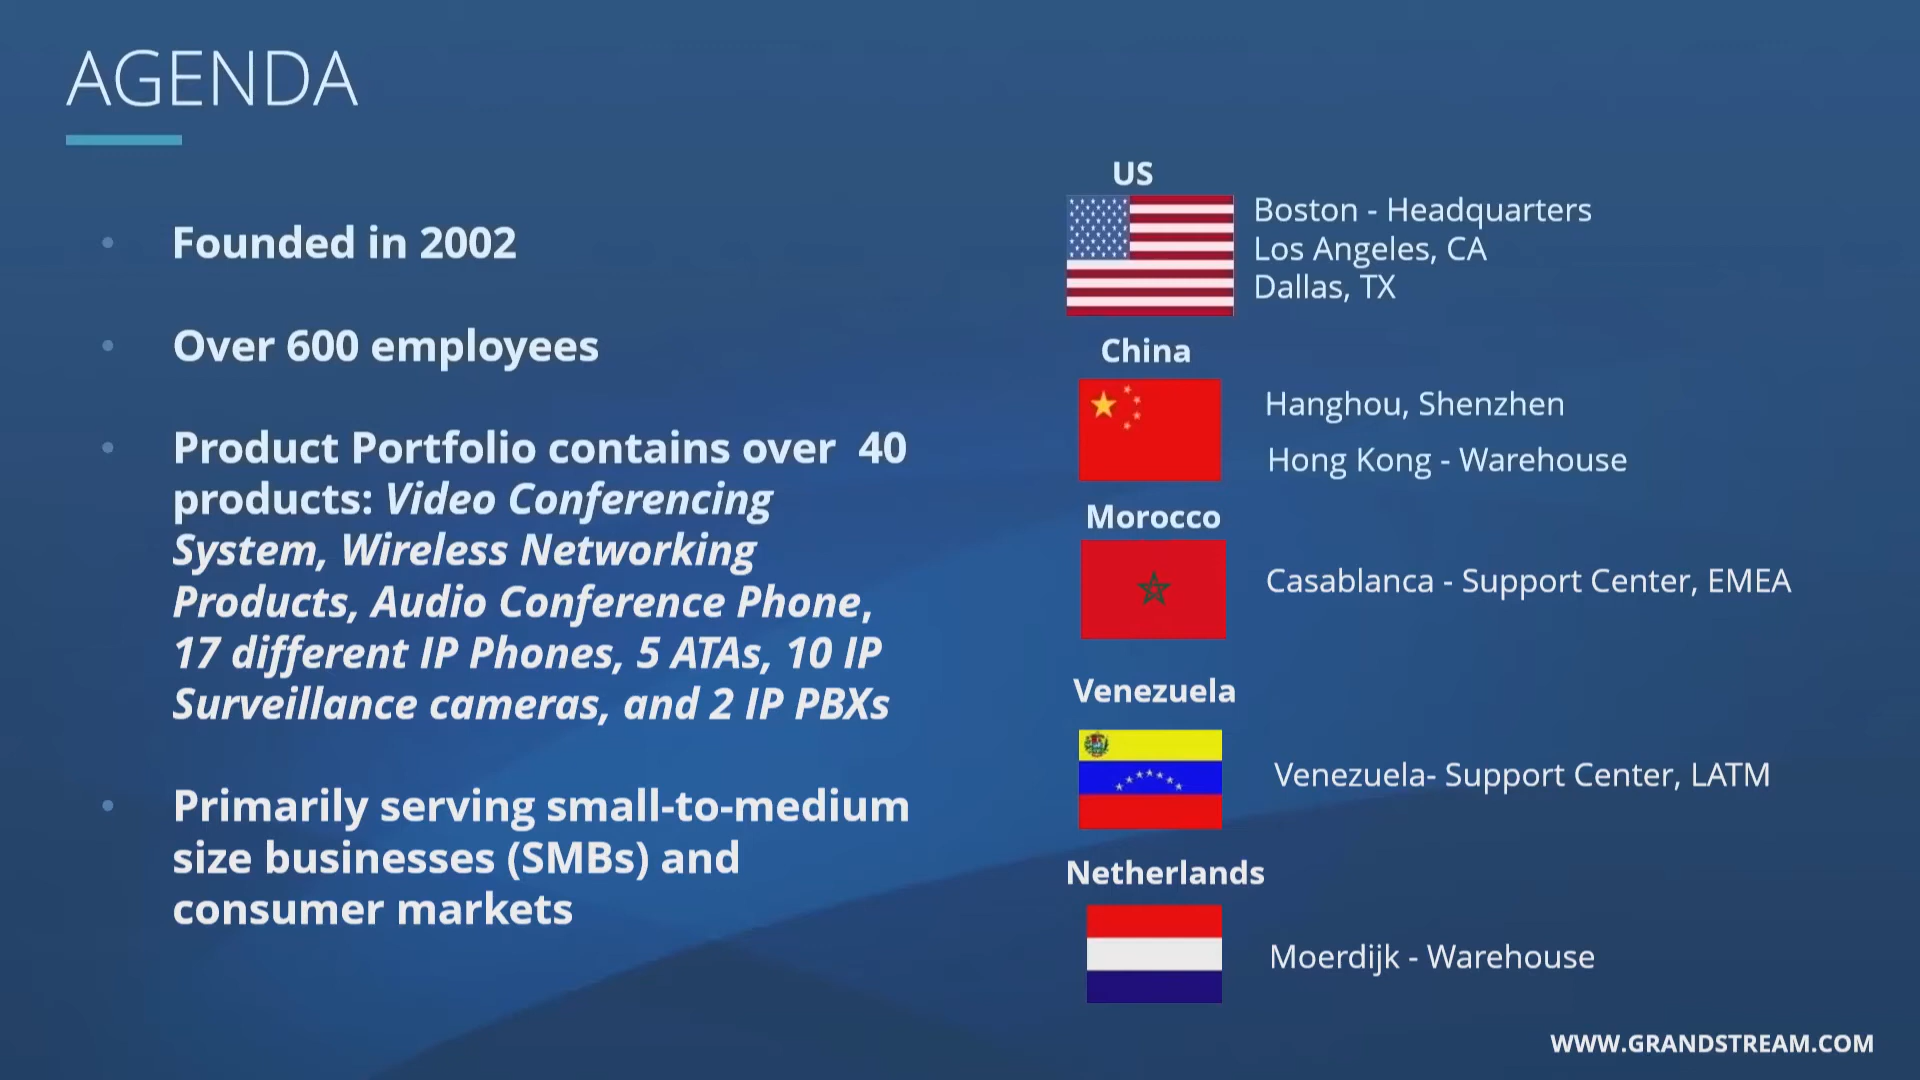 AGENDA
Founded in 2002
Over 600 employees
Product Portfolio contains over  40
products: Video Conferencing
System, Wireless Networking
Products, Audio Conference Phone,
17 different IP Phones, 5 ATAs, 10 IP
Surveillance cameras, and 2 IP PBXs
Primarily serving small-to-medium
size businesses (SMBs) and
consumer markets
US
Boston - Headquarters
Los Angeles, CA
Dallas, TX
China
Hanghou, Shenzhen
Hong Kong - Warehouse
Morocco
Casablanca - Support Center, EMEA
Venezuela
Venezuela- Support Center, LATM
Netherlands
Moerdijk - Warehouse
WWW.GRANDSTREAM.COM